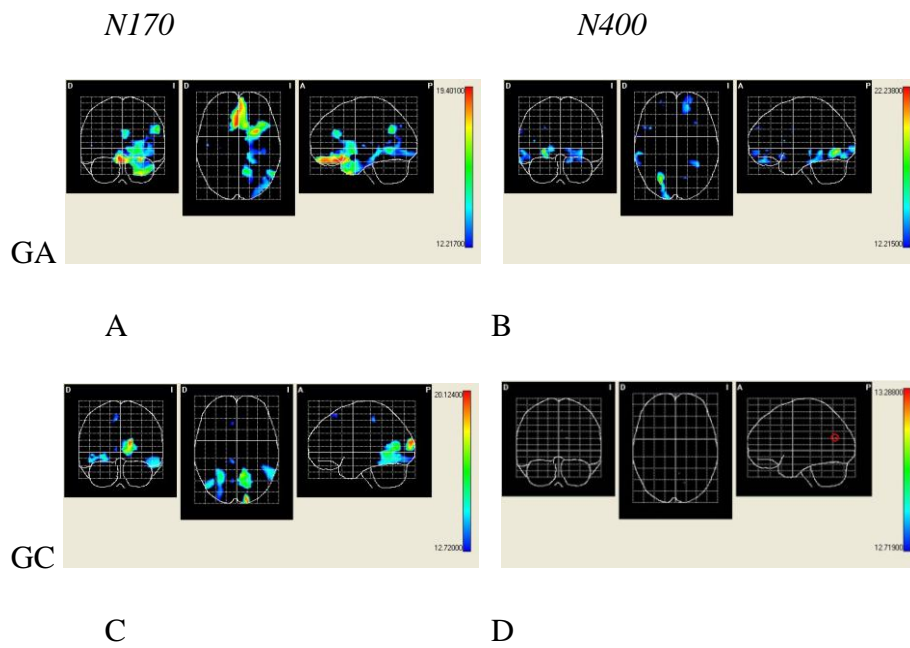 N170 N400
D I D A P 19.40100
12.21700
D I D I A P 22.23800
12.21500
GA
A B
D I D I A P 20.12400
12.72000
D I D I A P 13.28800
12.71900
GC
C D